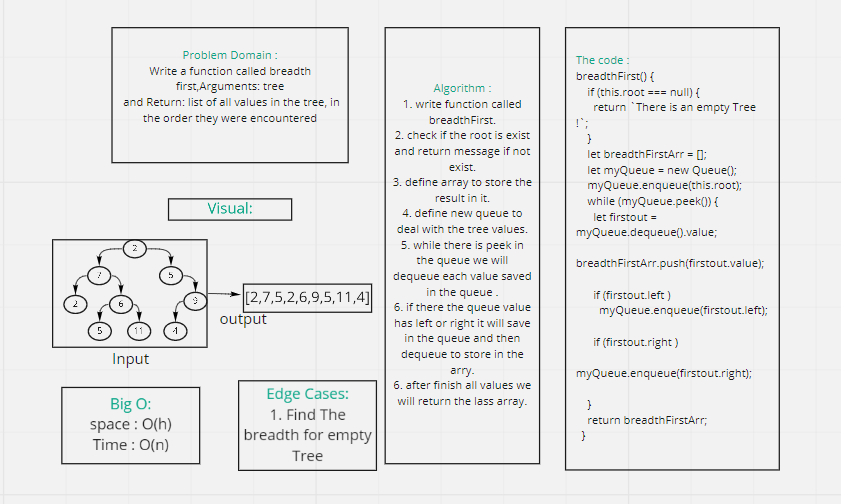 Problem Domain :
Write a function called breadth
first,Arguments: tree
and Return: list of all values in the tree, in
the order they were encountered
Visual:
2
7
5
2
6
9
5
11
4
[2,7,5,2,6,9,5,11,4]
output
Input
Big O:
space : O(h)
Time : O(n)
Edge Cases:
1. Find The
breadth for empty
Tree
Algorithm :
1. write function called
breadthFirst.
2. check if the root is exist
and return message if not
exist.
3. define array to store the
result in it.
4. define new queue to
deal with the tree values.
5. while there is peek in
the queue we will
dequeue each value saved
in the queue .
6. if there the queue value
has left or right it will save
in the queue and then
dequeue to store in the
arry.
6. after finish all values we
will return the lass array.
The code :
breadthFirst() {
if (this.root === null) {
return `There is an empty Tree
!`;
}
let breadthFirstArr = [];
let myQueue = new Queue();
myQueue.enqueue(this.root);
while (myQueue.peek()) {
let firstout =
myQueue.dequeue().value;
breadthFirstArr.push(firstout.value);
if (firstout.left )
myQueue.enqueue(firstout.left);
if (firstout.right )
myQueue.enqueue(firstout.right);
}
return breadthFirstArr;
}